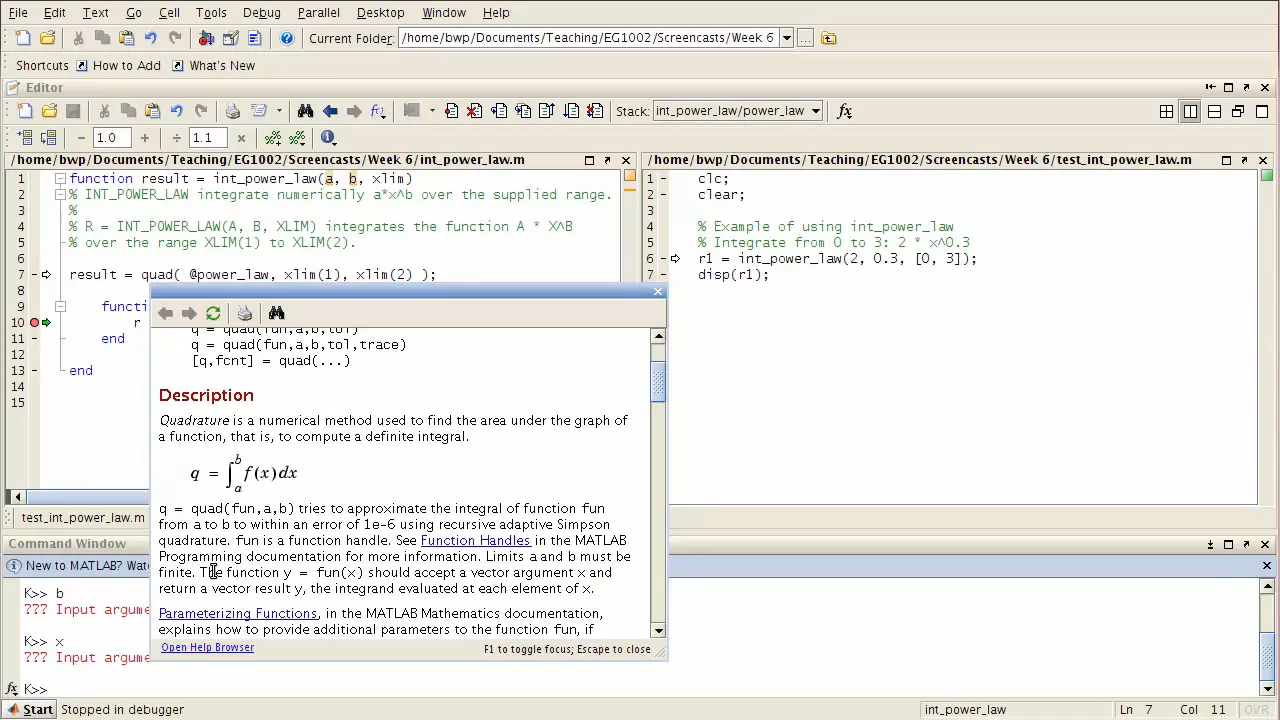 File Edit Text Go Cell Tools Debug Parallel Desktop Window Help
Current Folder: /home/bwp/Documents/Teaching/EG1002/Screencasts/Week 6
Shortcuts How to Add What's New
Editor
Stack: int_power_law/power_law
1.0 1.1
/home/bwp/Documents/Teaching/EG1002/Screencasts/Week 6/int_power_law.m
1 function result = int_power_law(a, b, xlim)
2 % INT_POWER_LAW integrate numerically a*x^b over the supplied range.
3 %
4 % R = INT_POWER_LAW(A, B, XLIM) integrates the function A * X^B
5 % over the range XLIM(1) to XLIM(2).
6
7 result = quad( @power_law, xlim(1), xlim(2) );
8
9 functi
10 r
11 end
12
13 end
14
15
/home/bwp/Documents/Teaching/EG1002/Screencasts/Week 6/test_int_power_law.m
1 clc;
2 clear;
3
4 % Example of using int_power_law
5 % Integrate from 0 to 3: 2 * x^0.3
6 r1 = int_power_law(2, 0.3, [0, 3]);
7 disp(r1);
q = quad(fun,a,b,tol)
q = quad(fun,a,b,tol,trace)
[q,fcnt] = quad(...)
Description
Quadrature is a numerical method used to find the area under the graph of
a function, that is, to compute a definite integral.
q = ∫_a^b f(x)dx
q = quad(fun,a,b) tries to approximate the integral of function fun
from a to b to within an error of 1e-6 using recursive adaptive Simpson
quadrature. fun is a function handle. See Function Handles in the MATLAB
Programming documentation for more information. Limits a and b must be
finite. The function y = fun(x) should accept a vector argument x and
return a vector result y, the integrand evaluated at each element of x.
Parameterizing Functions, in the MATLAB Mathematics documentation,
explains how to provide additional parameters to the function fun, if
Open Help Browser F1 to toggle focus; Escape to close
test_int_power_law.m
Command Window
New to MATLAB? Wat
K>> b
??? Input argume
K>> x
??? Input argume
K>>
Start Stopped in debugger int_power_law Ln 7 Col 11 OVR